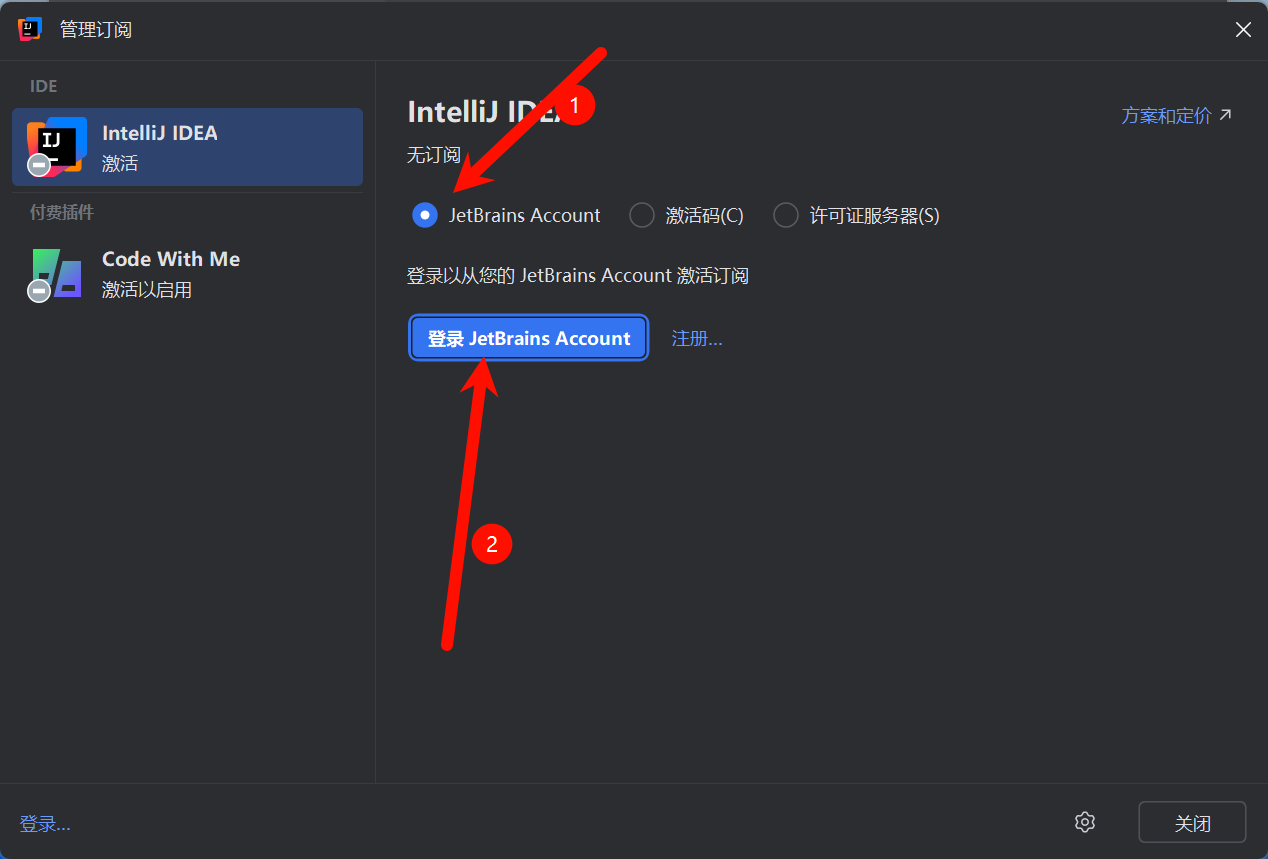 管理订阅
IDE
IntelliJ IDEA
激活
付费插件
Code With Me
激活以启用
IntelliJ IDEA
1
方案和定价
无订阅
JetBrains Account 激活码(C) 许可证服务器(S)
登录以从您的 JetBrains Account 激活订阅
登录 JetBrains Account 注册...
2
登录...
关闭